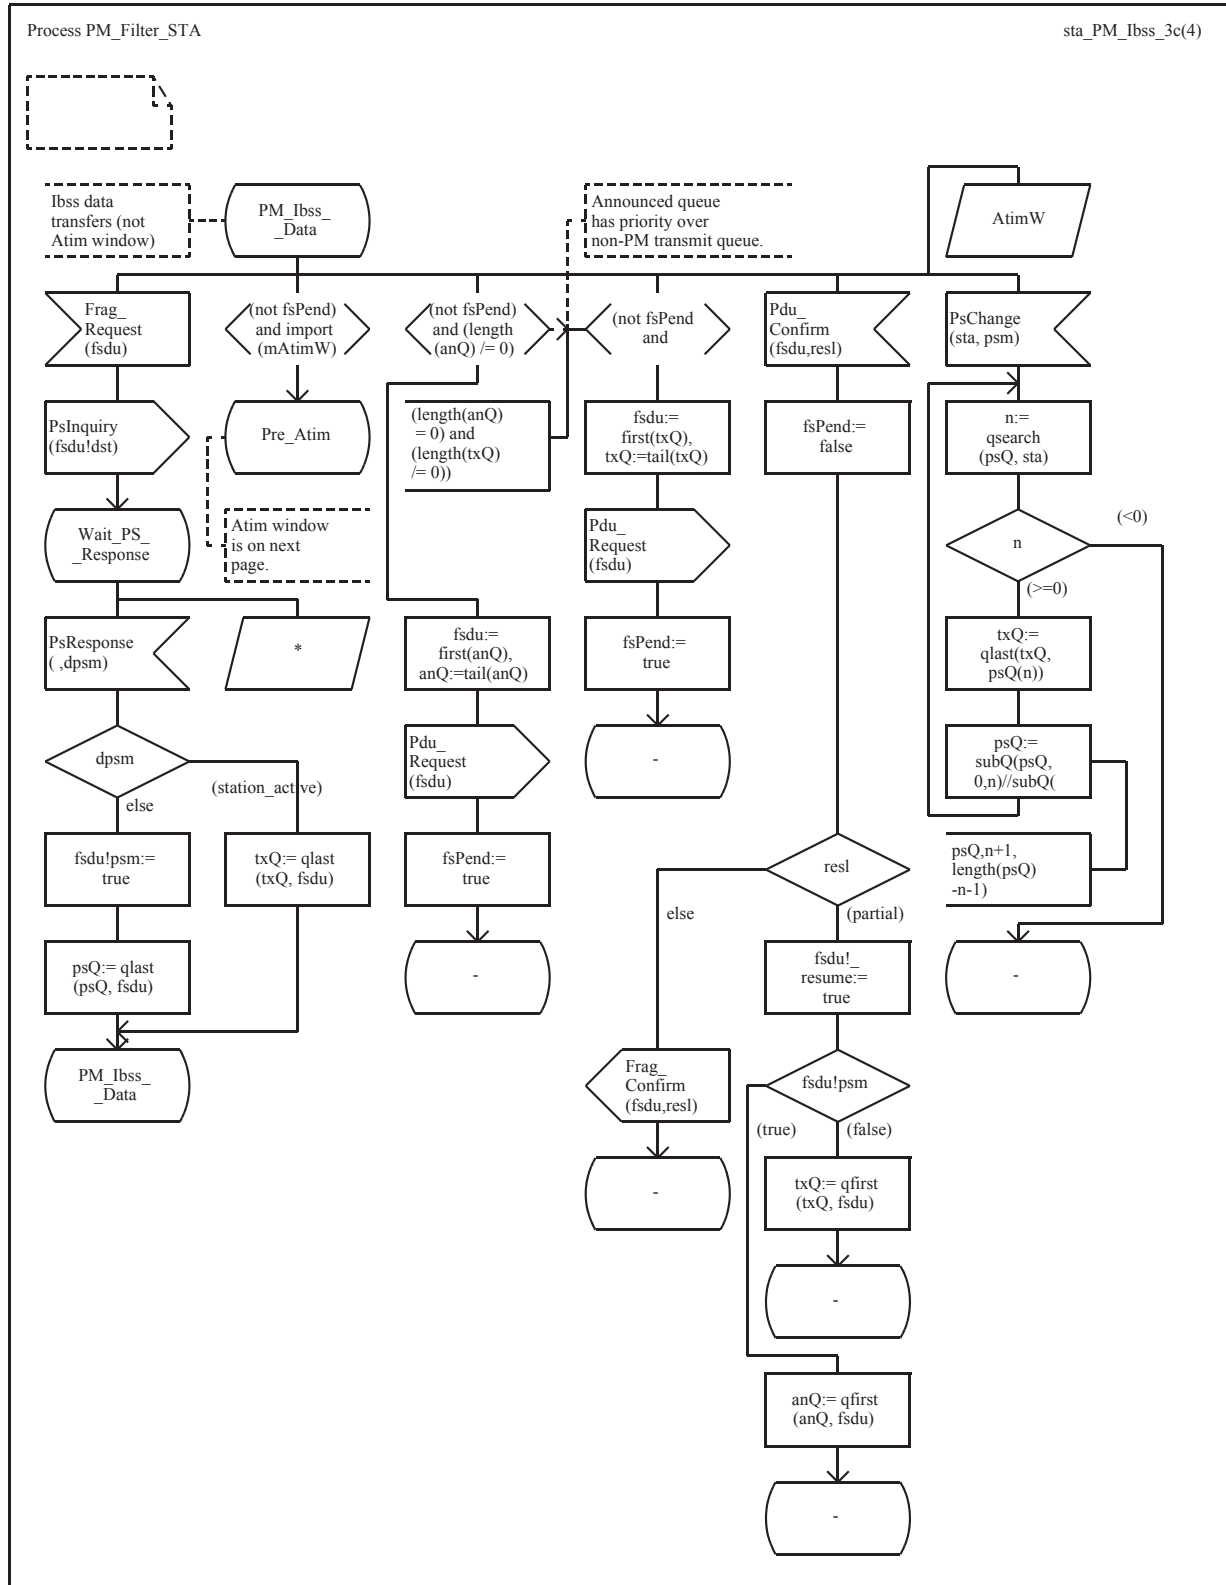 Process PM_Filter_STA
sta_PM_Ibss_3c(4)
Ibss data
transfers (not
Atim window)
PM_Ibss_
_Data
Announced queue
has priority over
non-PM transmit queue.
AtimW
Frag_
Request
(fsdu)
(not fsPend)
and import
(mAtimW)
(not fsPend)
and (length
(anQ) /= 0)
(not fsPend
and
Pdu_
Confirm
(fsdu,resl)
PsChange
(sta, psm)
PsInquiry
(fsdu!dst)
Pre_Atim
(length(anQ)
= 0) and
(length(txQ)
/= 0))
fsdu:=
first(txQ),
txQ:=tail(txQ)
fsPend:=
false
n:=
qsearch
(psQ, sta)
Wait_PS_
_Response
Atim window
is on next
page.
Pdu_
Request
(fsdu)
n
(<0)
(>=0)
PsResponse
( ,dpsm)
*
fsdu:=
first(anQ),
anQ:=tail(anQ)
fsPend:=
true
txQ:=
qlast(txQ,
psQ(n))
dpsm
(station_active)
else
Pdu_
Request
(fsdu)
-
psQ:=
subQ(psQ,
0,n)//subQ(
fsdu!psm:=
true
txQ:= qlast
(txQ, fsdu)
fsPend:=
true
resl
else
(partial)
psQ,n+1,
length(psQ)
-n-1)
psQ:= qlast
(psQ, fsdu)
-
fsdu!_
resume:=
true
-
PM_Ibss_
_Data
Frag_
Confirm
(fsdu,resl)
fsdu!psm
(true)
(false)
-
txQ:= qfirst
(txQ, fsdu)
-
anQ:= qfirst
(anQ, fsdu)
-